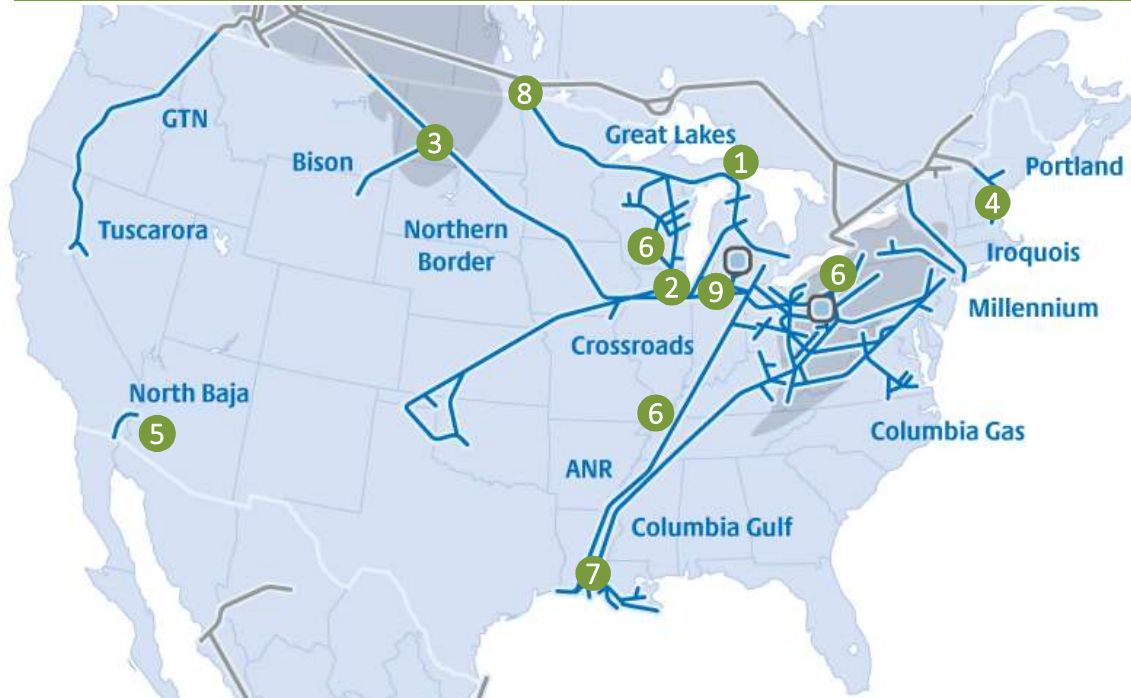 8
GTN
Great Lakes
3
1
Bison
Portland
4
Tuscarora
Northern
Border
6
Iroquois
6
2
9
Millennium
Crossroads
North Baja
5
6
Columbia Gas
ANR
Columbia Gulf
7